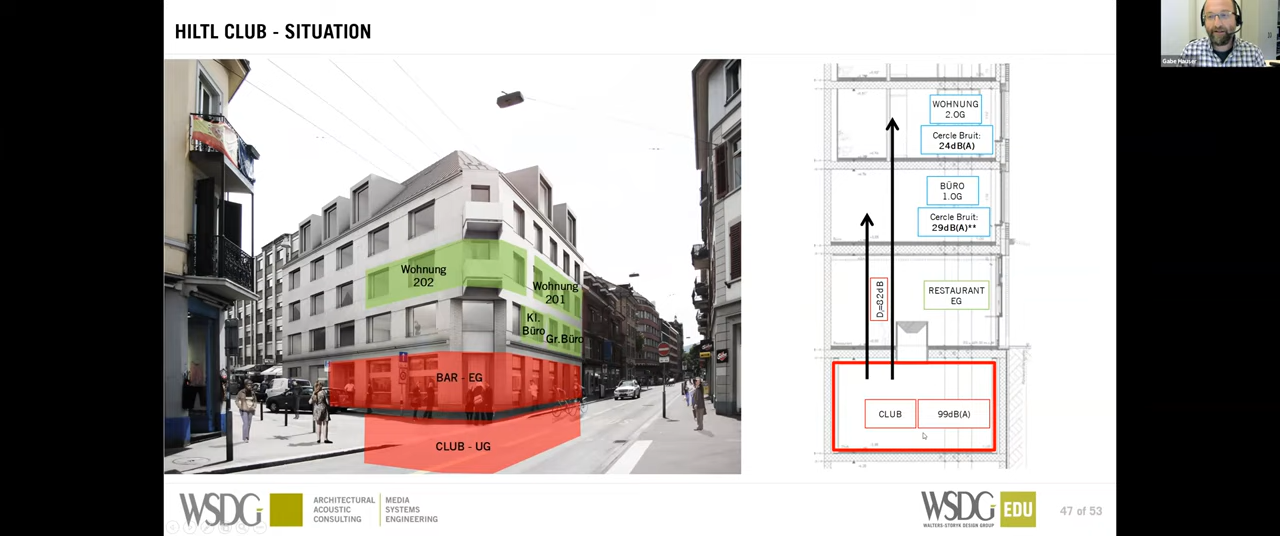 HILTL CLUB - SITUATION
Gabe Hauser
Wohnung
202
Wohnung
201
Kl.
Büro
Gr.Büro
BAR - EG
CLUB - UG
WOHNUNG
2.OG
Cercle Bruit:
24dB(A)
BÜRO
1.OG
Cercle Bruit:
29dB(A)**
RESTAURANT
EG
CLUB
99dB(A)
WSDG
ARCHITECTURAL
ACOUSTIC
CONSULTING
MEDIA
SYSTEMS
ENGINEERING
WSDG EDU
WALTERS-STORYK DESIGN GROUP
47 of 53